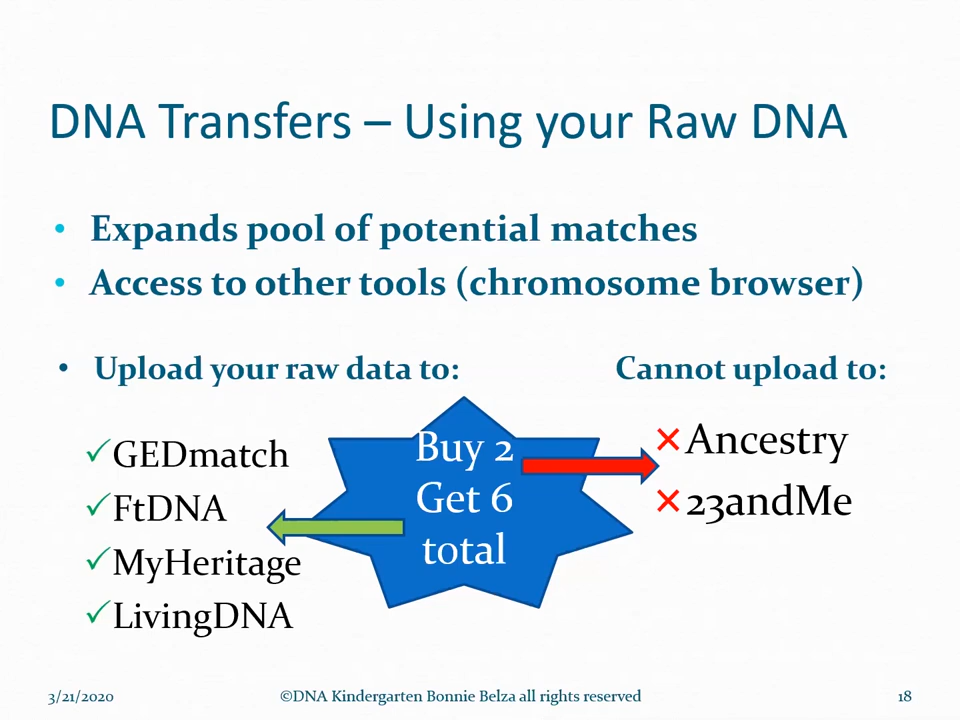 DNA Transfers – Using your Raw DNA
• Expands pool of potential matches
• Access to other tools (chromosome browser)
• Upload your raw data to:
✓GEDmatch
✓FtDNA
✓MyHeritage
✓LivingDNA
Buy 2
Get 6
total
Cannot upload to:
×Ancestry
×23andMe
3/21/2020
©DNA Kindergarten Bonnie Belza all rights reserved
18